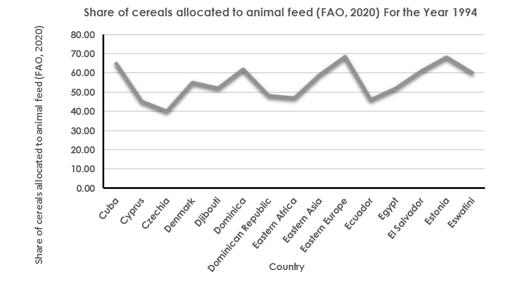 Share of cereals allocated to animal feed (FAO, 2020) For the Year 1994
Share of cereals allocated to animal feed (FAO, 2020)
80.00
70.00
60.00
50.00
40.00
30.00
20.00
10.00
0.00
Cuba
Cyprus
Czechia
Denmark
Djibouti
Dominica
Dominican Republic
Eastern Africa
Eastern Asia
Eastern Europe
Ecuador
Egypt
El Salvador
Estonia
Eswatini
Country